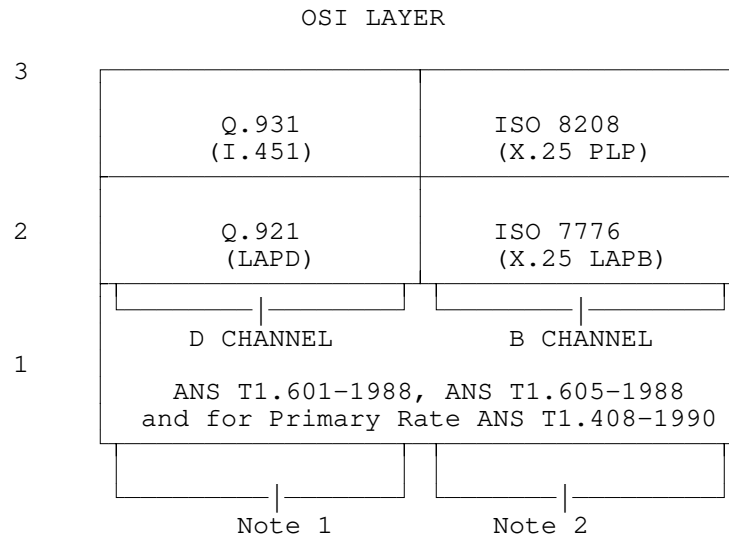 OSI LAYER
3
Q.931 ISO 8208
(I.451) (X.25 PLP)
2 Q.921 ISO 7776
(LAPD) (X.25 LAPB)
D CHANNEL B CHANNEL
1
ANS T1.601-1988, ANS T1.605-1988
and for Primary Rate ANS T1.408-1990
Note 1 Note 2